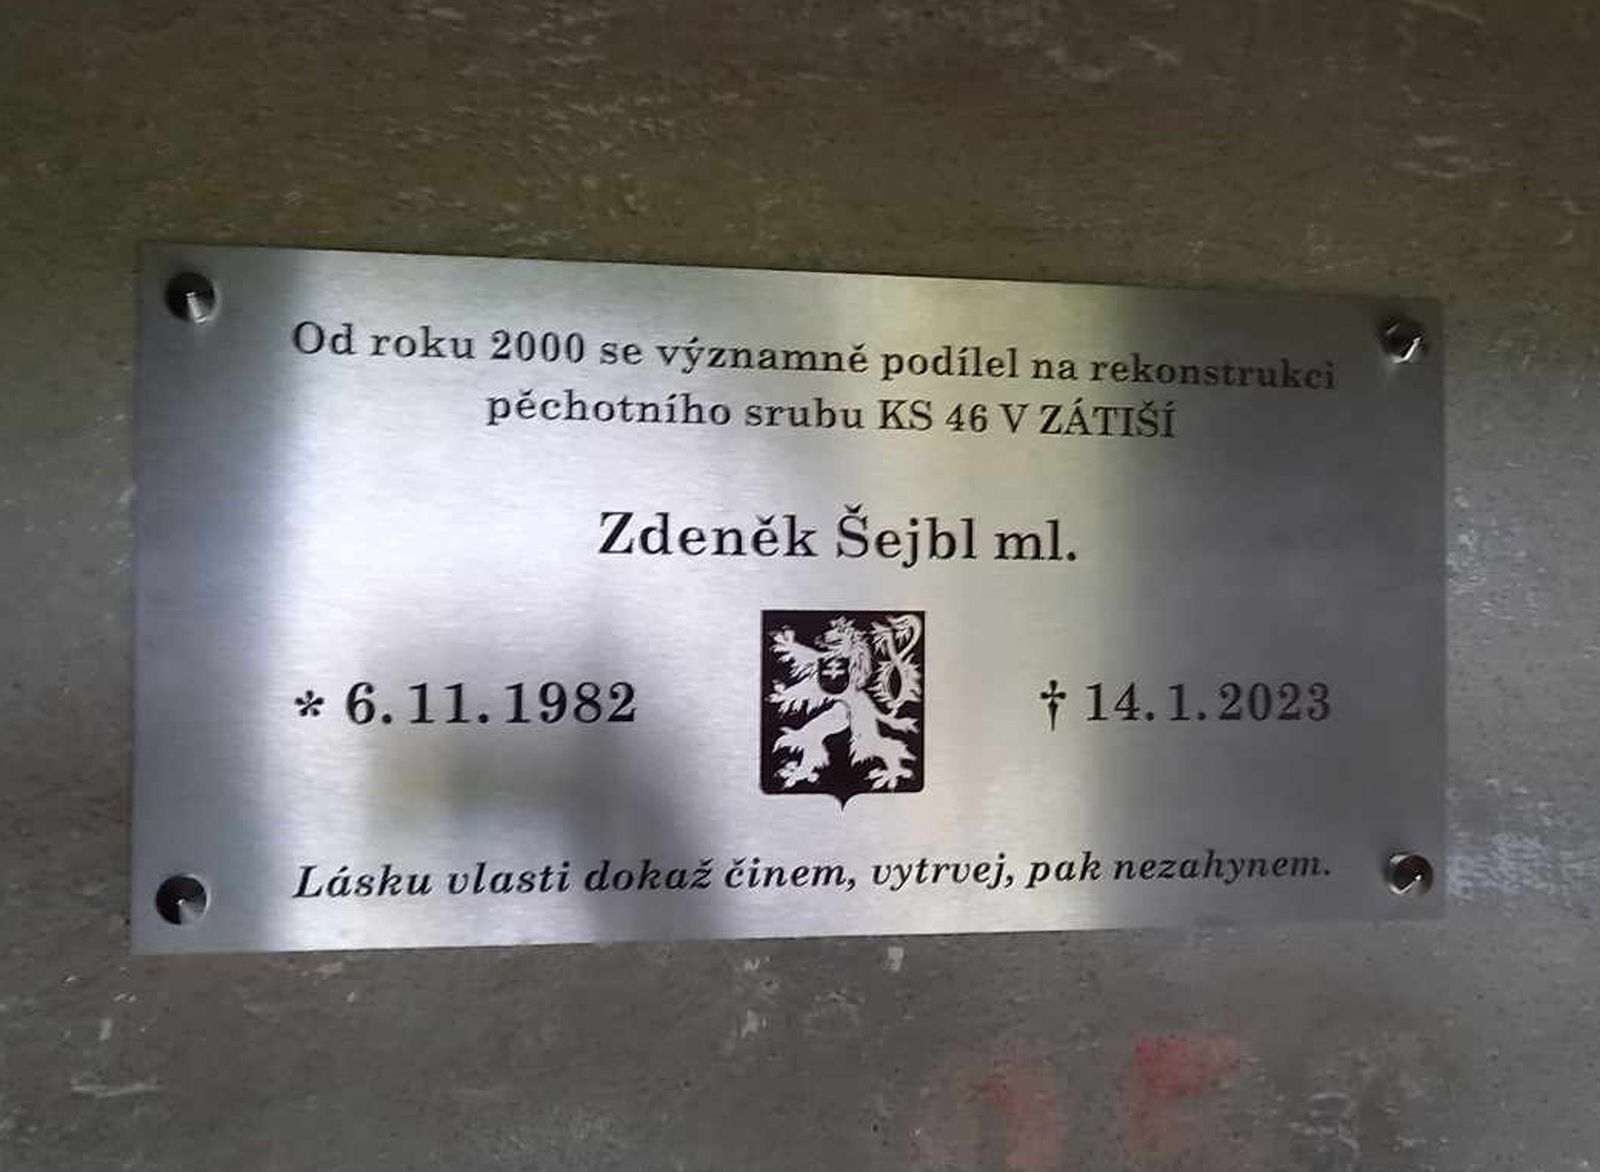 Od roku 2000 se významně podílel na rekonstrukci
pěchotního srubu KS 46 V ZÁTIŠÍ
Zdeněk Šejbl ml.
* 6. 11. 1982 † 14. 1. 2023
Lásku vlasti dokaž činem, vytrvej, pak nezahynem.